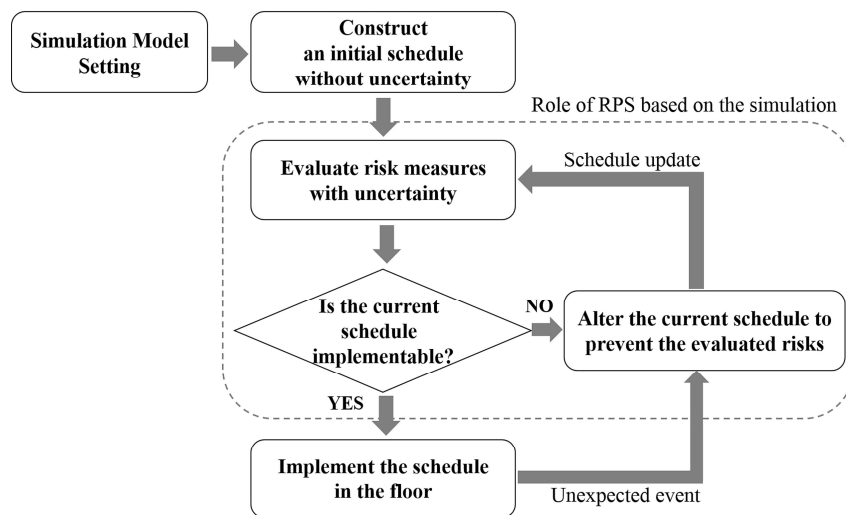 Simulation Model
Setting
Construct
an initial schedule
without uncertainty
Role of RPS based on the simulation
Evaluate risk measures
with uncertainty
Schedule update
Is the current
schedule
implementable?
NO
Alter the current schedule to
prevent the evaluated risks
YES
Implement the schedule
in the floor
Unexpected event